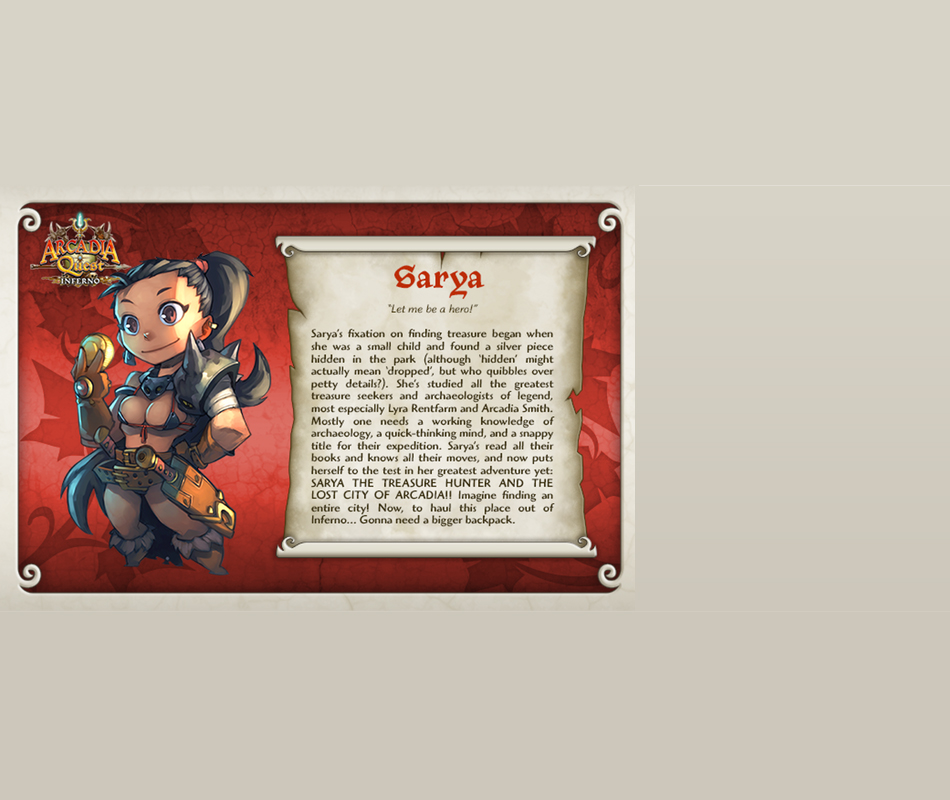 ARCADIA
Quest
INFERNO
Sarya
"Let me be a hero!"
Sarya's fixation on finding treasure began when
she was a small child and found a silver piece
hidden in the park (although 'hidden' might
actually mean 'dropped', but who quibbles over
petty details?). She's studied all the greatest
treasure seekers and archaeologists of legend,
most especially Lyra Rentfarm and Arcadia Smith.
Mostly one needs a working knowledge of
archaeology, a quick-thinking mind, and a snappy
title for their expedition. Sarya's read all their
books and knows all their moves, and now puts
herself to the test in her greatest adventure yet:
SARYA THE TREASURE HUNTER AND THE
LOST CITY OF ARCADIA!! Imagine finding an
entire city! Now, to haul this place out of
Inferno... Gonna need a bigger backpack.